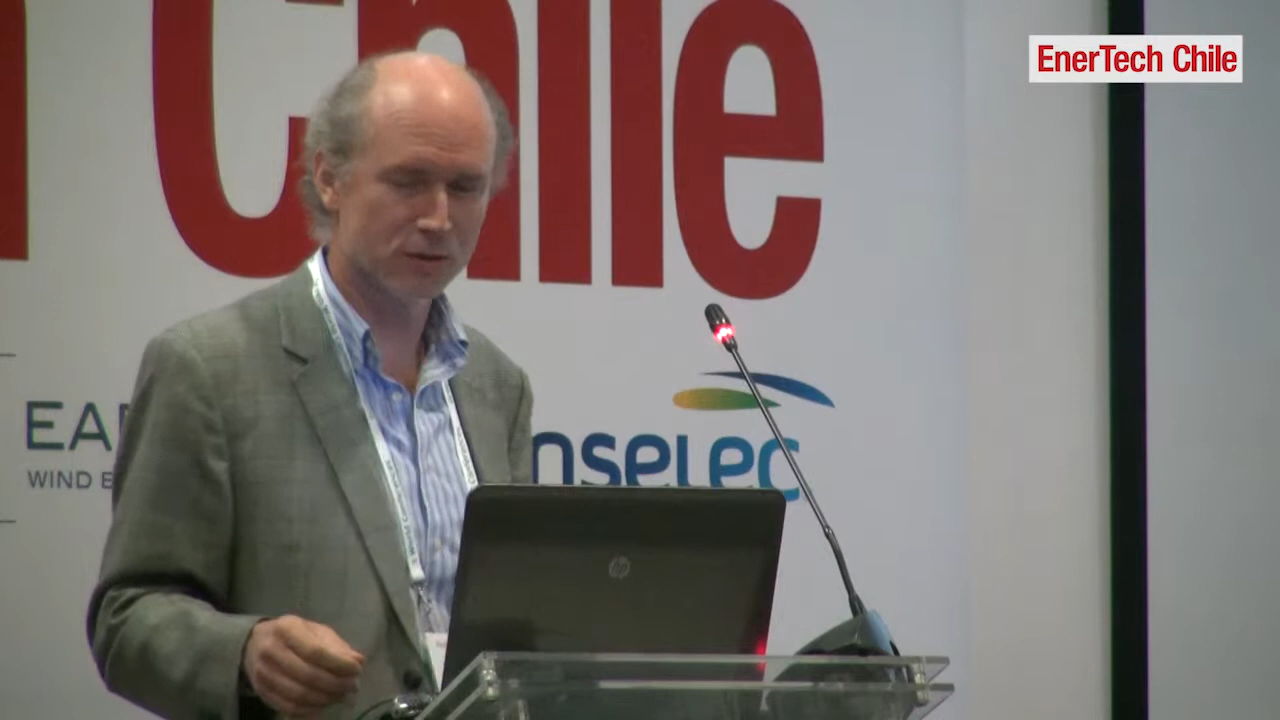 EnerTech Chile
Chile
EA
WIND E
nselec
hp